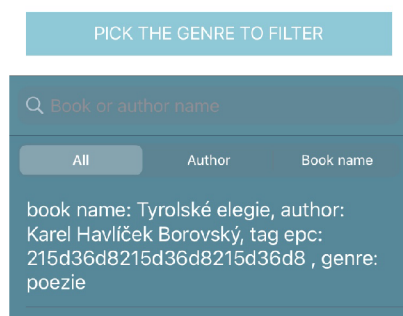 PICK THE GENRE TO FILTER
Book or author name
All Author Book name
book name: Tyrolské elegie, author:
Karel Havlíček Borovský, tag epc:
215d36d8215d36d8215d36d8 , genre:
poezie